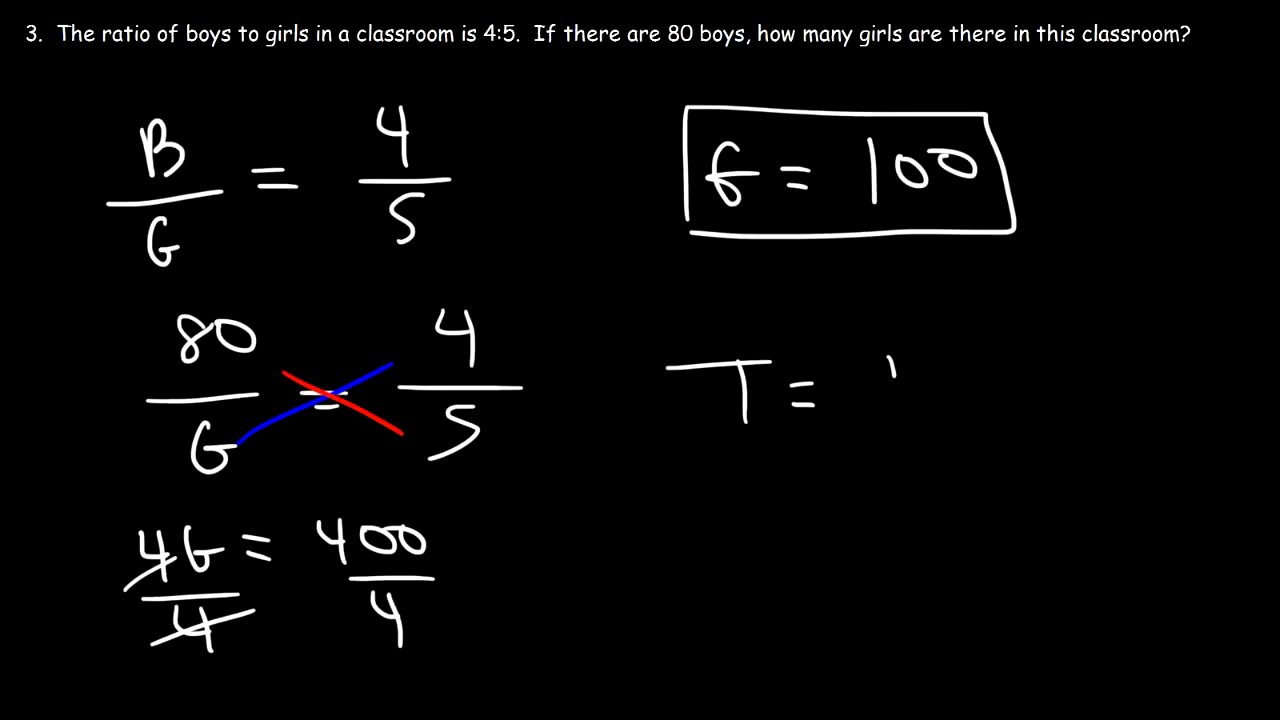 3. The ratio of boys to girls in a classroom is 4:5. If there are 80 boys, how many girls are there in this classroom?
B/G = 4/5
G = 100
80/G = 4/5
T =
4G/4 = 400/4